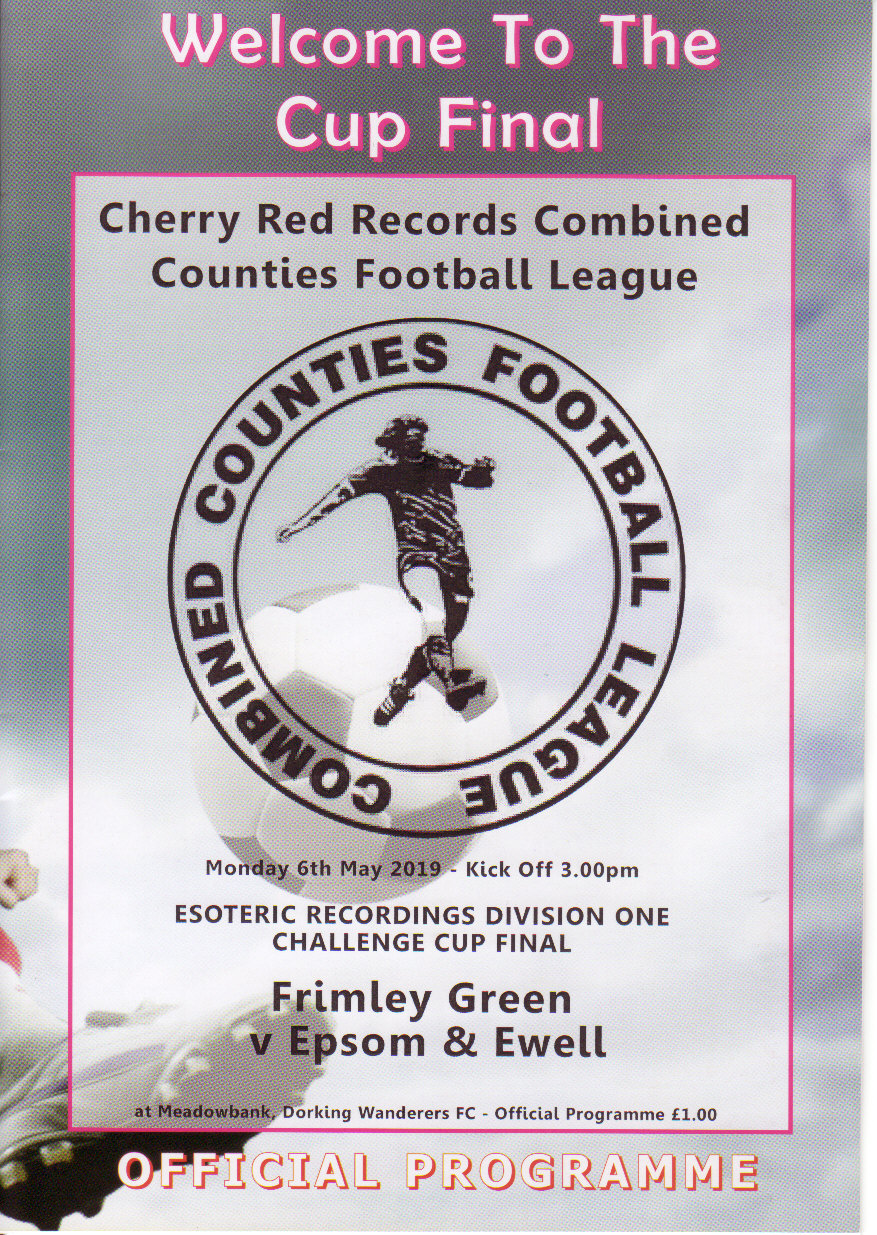 Welcome To The
Cup Final
Cherry Red Records Combined
Counties Football League
COMBINED COUNTIES FOOTBALL LEAGUE
Monday 6th May 2019 - Kick Off 3.00pm
ESOTERIC RECORDINGS DIVISION ONE
CHALLENGE CUP FINAL
Frimley Green
v Epsom & Ewell
at Meadowbank, Dorking Wanderers FC - Official Programme £1.00
OFFICIAL PROGRAMME